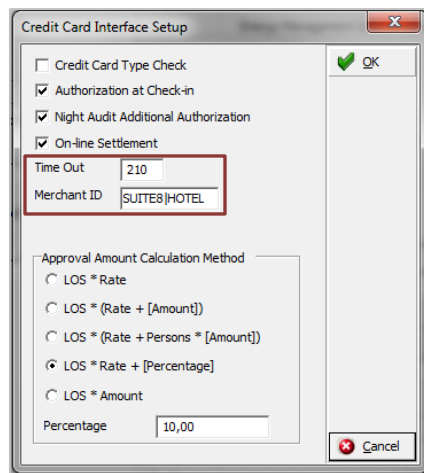 Credit Card Interface Setup
Credit Card Type Check
OK
Authorization at Check-in
Night Audit Additional Authorization
On-line Settlement
Time Out 210
Merchant ID SUITE8|HOTEL
Approval Amount Calculation Method
LOS * Rate
LOS * (Rate + [Amount])
LOS * (Rate + Persons * [Amount])
LOS * Rate + [Percentage]
LOS * Amount
Percentage 10,00
Cancel